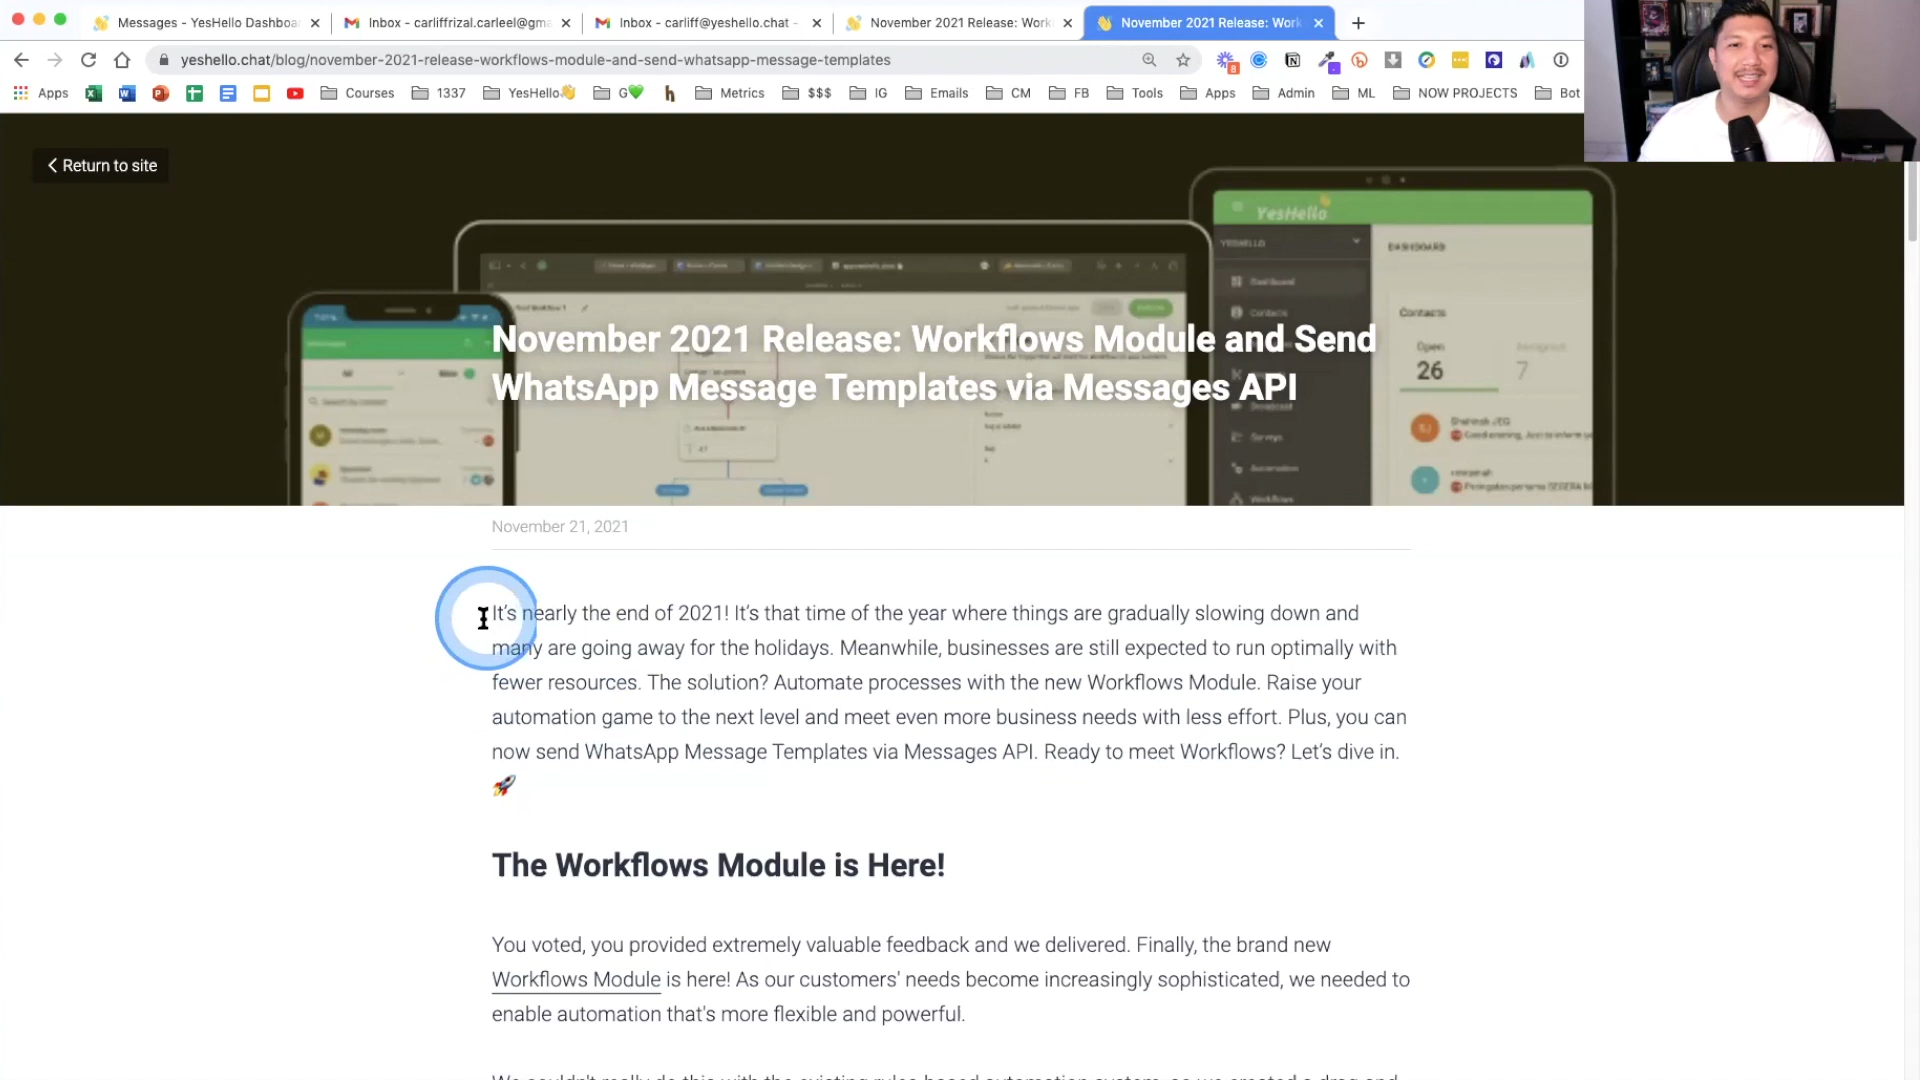 Messages - YesHello Dashboa
Inbox - carliffrizal.carleel@gma
Inbox - carliff@yeshello.chat -
November 2021 Release: Work
November 2021 Release: Work
yeshello.chat/blog/november-2021-release-workflows-module-and-send-whatsapp-message-templates
Apps
Courses
1337
YesHello👋
G💚
Metrics
$$$
IG
Emails
CM
FB
Tools
Apps
Admin
ML
NOW PROJECTS
Bot
Return to site
YesHello
YESHELLO
DASHBOARD
Dashboard
Contacts
Contacts
Open
26
7
Surveys
Workflows
November 2021 Release: Workflows Module and Send
WhatsApp Message Templates via Messages API
November 21, 2021
It's nearly the end of 2021! It's that time of the year where things are gradually slowing down and
many are going away for the holidays. Meanwhile, businesses are still expected to run optimally with
fewer resources. The solution? Automate processes with the new Workflows Module. Raise your
automation game to the next level and meet even more business needs with less effort. Plus, you can
now send WhatsApp Message Templates via Messages API. Ready to meet Workflows? Let's dive in.
🚀
The Workflows Module is Here!
You voted, you provided extremely valuable feedback and we delivered. Finally, the brand new
Workflows Module is here! As our customers' needs become increasingly sophisticated, we needed to
enable automation that's more flexible and powerful.